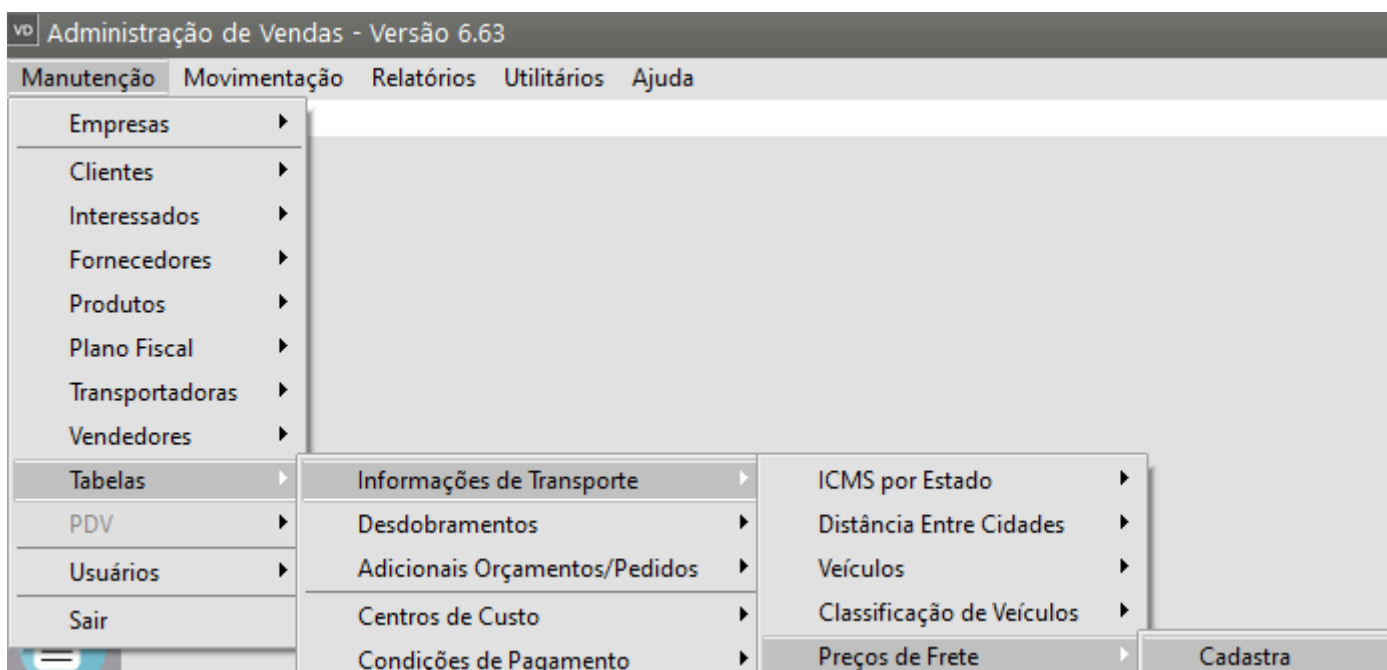 VD Administração de Vendas - Versão 6.63
Manutenção Movimentação Relatórios Utilitários Ajuda
Empresas
Clientes
Interessados
Fornecedores
Produtos
Plano Fiscal
Transportadoras
Vendedores
Tabelas
PDV
Usuários
Sair
Informações de Transporte
Desdobramentos
Adicionais Orçamentos/Pedidos
Centros de Custo
Condições de Pagamento
ICMS por Estado
Distância Entre Cidades
Veículos
Classificação de Veículos
Preços de Frete
Cadastra